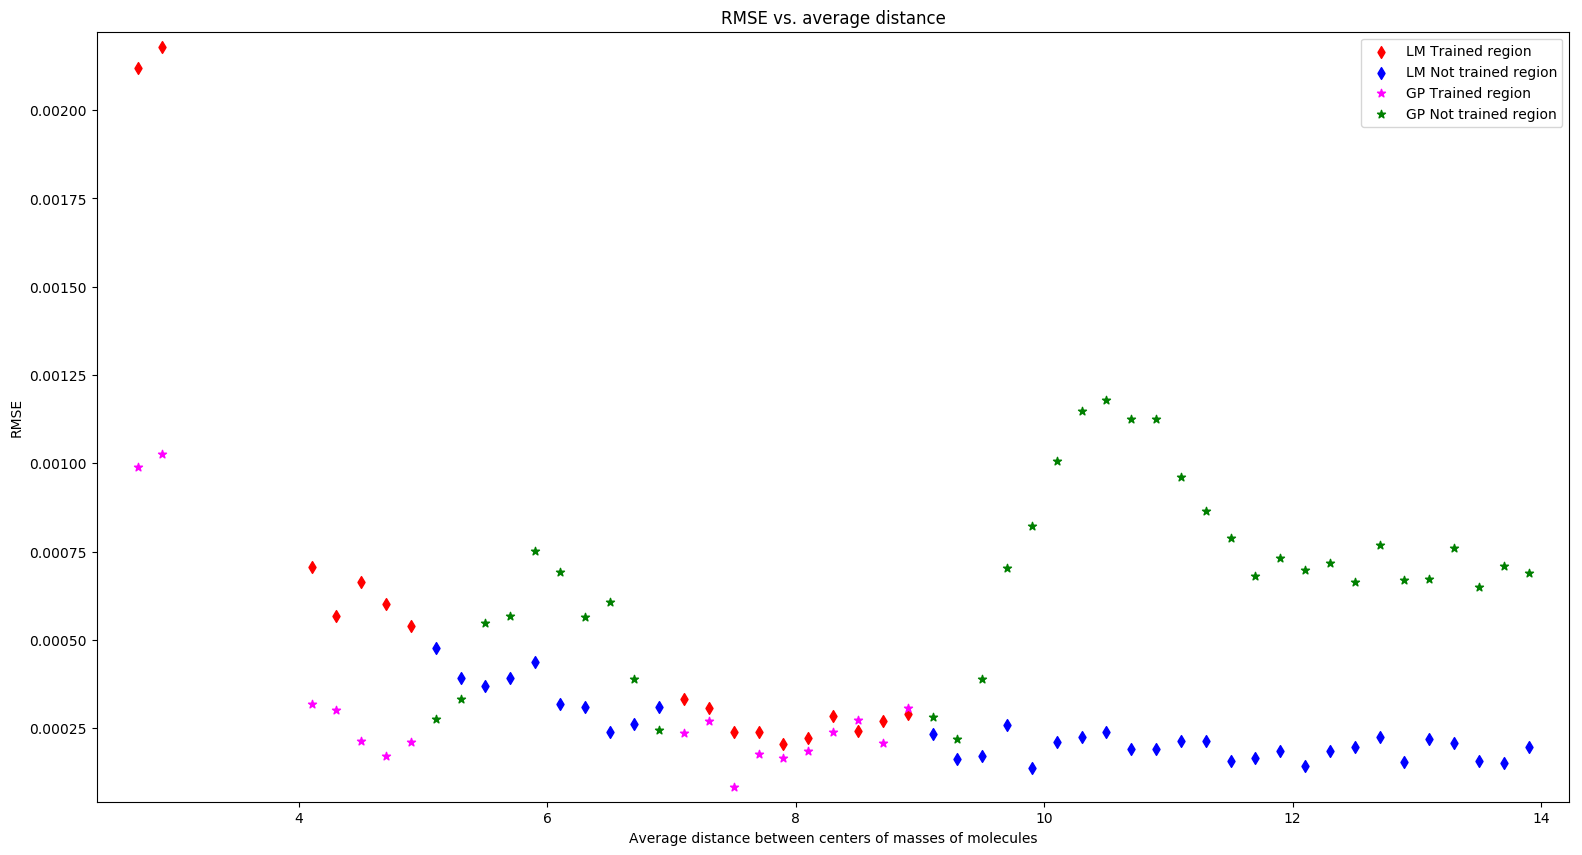 RMSE vs. average distance
LM Trained region
LM Not trained region
GP Trained region
GP Not trained region
0.00200
0.00175
0.00150
0.00125
0.00100
0.00075
0.00050
0.00025
RMSE
4 6 8 10 12 14
Average distance between centers of masses of molecules